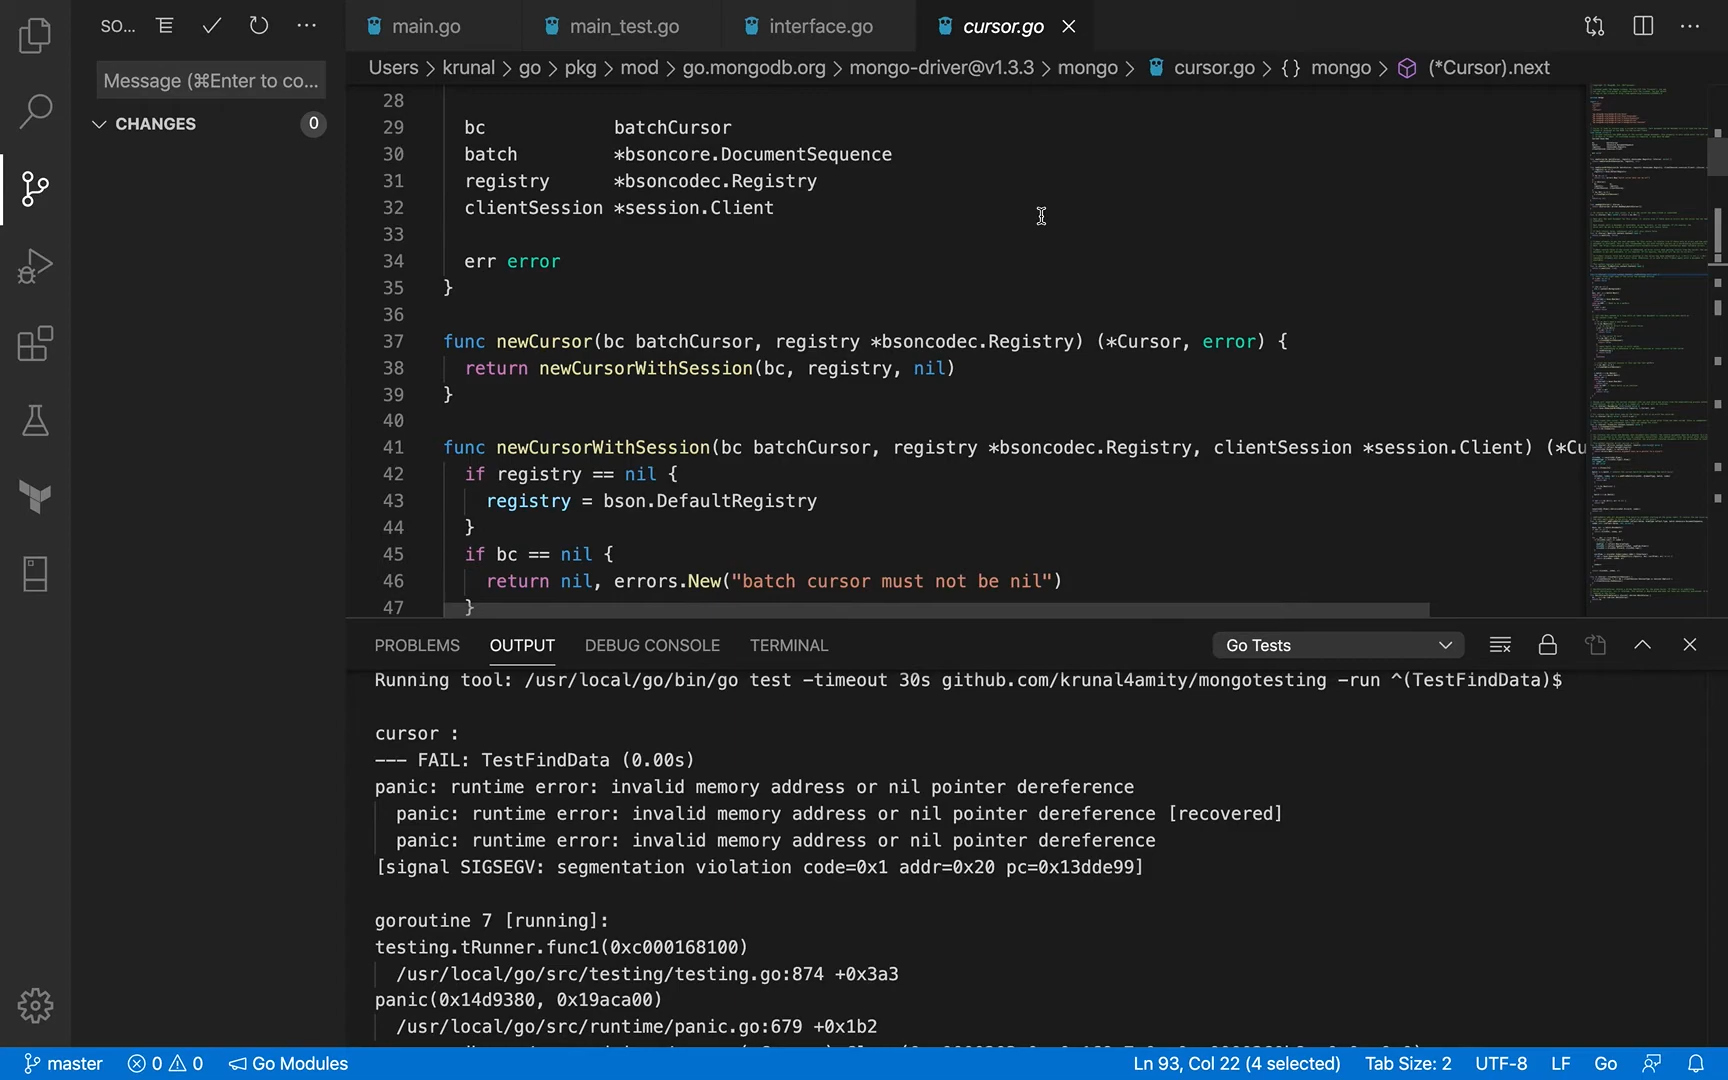 SO...
main.go
main_test.go
interface.go
cursor.go
Message (⌘Enter to co...
Users > krunal > go > pkg > mod > go.mongodb.org > mongo-driver@v1.3.3 > mongo > cursor.go > {} mongo > (*Cursor).next
CHANGES 0
28
29 bc batchCursor
30 batch *bsoncore.DocumentSequence
31 registry *bsoncodec.Registry
32 clientSession *session.Client
33
34 err error
35 }
36
37 func newCursor(bc batchCursor, registry *bsoncodec.Registry) (*Cursor, error) {
38 return newCursorWithSession(bc, registry, nil)
39 }
40
41 func newCursorWithSession(bc batchCursor, registry *bsoncodec.Registry, clientSession *session.Client) (*Cu
42 if registry == nil {
43 registry = bson.DefaultRegistry
44 }
45 if bc == nil {
46 return nil, errors.New("batch cursor must not be nil")
47 }
PROBLEMS OUTPUT DEBUG CONSOLE TERMINAL Go Tests
Running tool: /usr/local/go/bin/go test -timeout 30s github.com/krunal4amity/mongotesting -run ^(TestFindData)$
cursor :
--- FAIL: TestFindData (0.00s)
panic: runtime error: invalid memory address or nil pointer dereference
panic: runtime error: invalid memory address or nil pointer dereference [recovered]
panic: runtime error: invalid memory address or nil pointer dereference
[signal SIGSEGV: segmentation violation code=0x1 addr=0x20 pc=0x13dde99]
goroutine 7 [running]:
testing.tRunner.func1(0xc000168100)
/usr/local/go/src/testing/testing.go:874 +0x3a3
panic(0x14d9380, 0x19aca00)
/usr/local/go/src/runtime/panic.go:679 +0x1b2
master 0 0 Go Modules Ln 93, Col 22 (4 selected) Tab Size: 2 UTF-8 LF Go